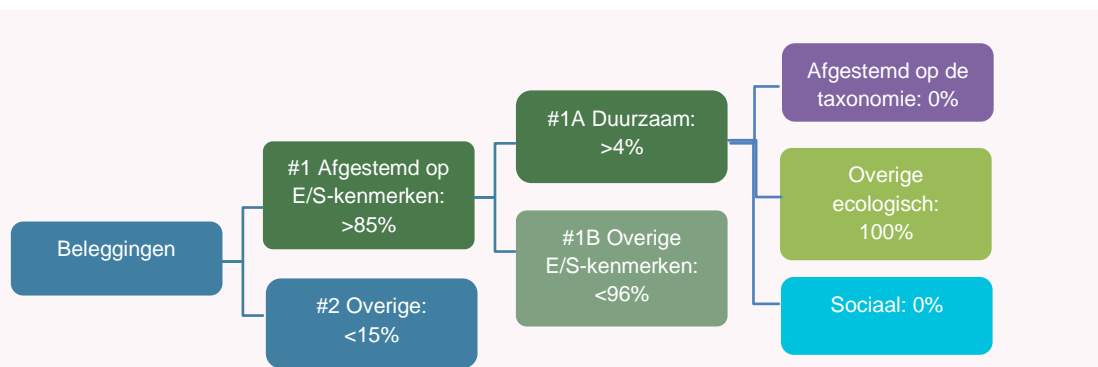 Beleggingen
#1 Afgestemd op
E/S-kenmerken:
>85%
#2 Overige:
<15%
#1A Duurzaam:
>4%
#1B Overige
E/S-kenmerken:
<96%
Afgestemd op de
taxonomie: 0%
Overige
ecologisch:
100%
Sociaal: 0%